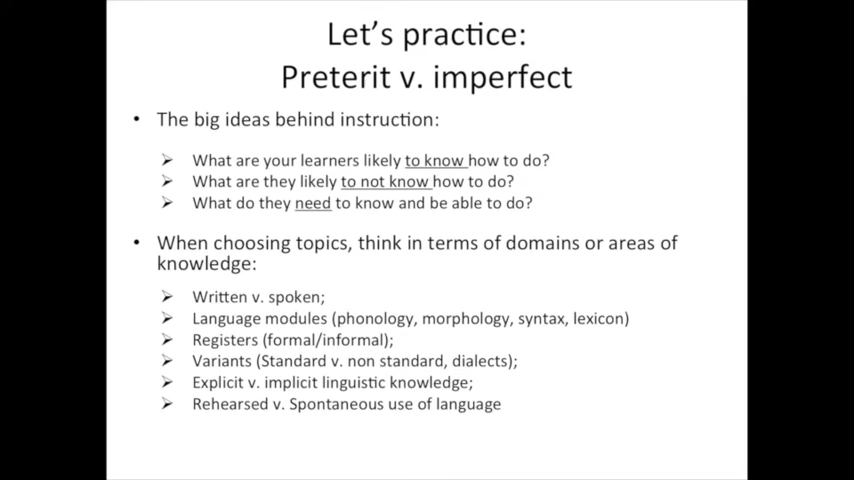 Let's practice:
Preterit v. imperfect
• The big ideas behind instruction:
➢ What are your learners likely to know how to do?
➢ What are they likely to not know how to do?
➢ What do they need to know and be able to do?
• When choosing topics, think in terms of domains or areas of
knowledge:
➢ Written v. spoken;
➢ Language modules (phonology, morphology, syntax, lexicon)
➢ Registers (formal/informal);
➢ Variants (Standard v. non standard, dialects);
➢ Explicit v. implicit linguistic knowledge;
➢ Rehearsed v. Spontaneous use of language